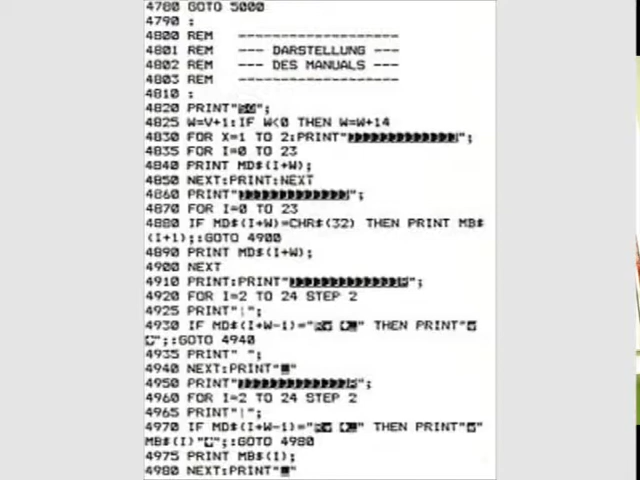 4780 GOTO 5000
4790 :
4800 REM   -------------------
4801 REM   --- DARSTELLUNG ---
4802 REM   --- DES MANUALS ---
4803 REM   -------------------
4810 :
4820 PRINT"";
4825 W=V+1:IF W<0 THEN W=W+14
4830 FOR X=1 TO 2:PRINT"";
4835 FOR I=0 TO 23
4840 PRINT MD$(I+W);
4850 NEXT:PRINT:NEXT
4860 PRINT"";
4870 FOR I=0 TO 23
4880 IF MD$(I+W)=CHR$(32) THEN PRINT MB$
(I+1);:GOTO 4900
4890 PRINT MD$(I+W);
4900 NEXT
4910 PRINT:PRINT"";
4920 FOR I=2 TO 24 STEP 2
4925 PRINT"|";
4930 IF MD$(I+W-1)="" THEN PRINT"
";:GOTO 4940
4935 PRINT" ";
4940 NEXT:PRINT""
4950 PRINT"";
4960 FOR I=2 TO 24 STEP 2
4965 PRINT"|";
4970 IF MD$(I+W-1)="" THEN PRINT""
MB$(I)"";:GOTO 4980
4975 PRINT MB$(I);
4980 NEXT:PRINT""